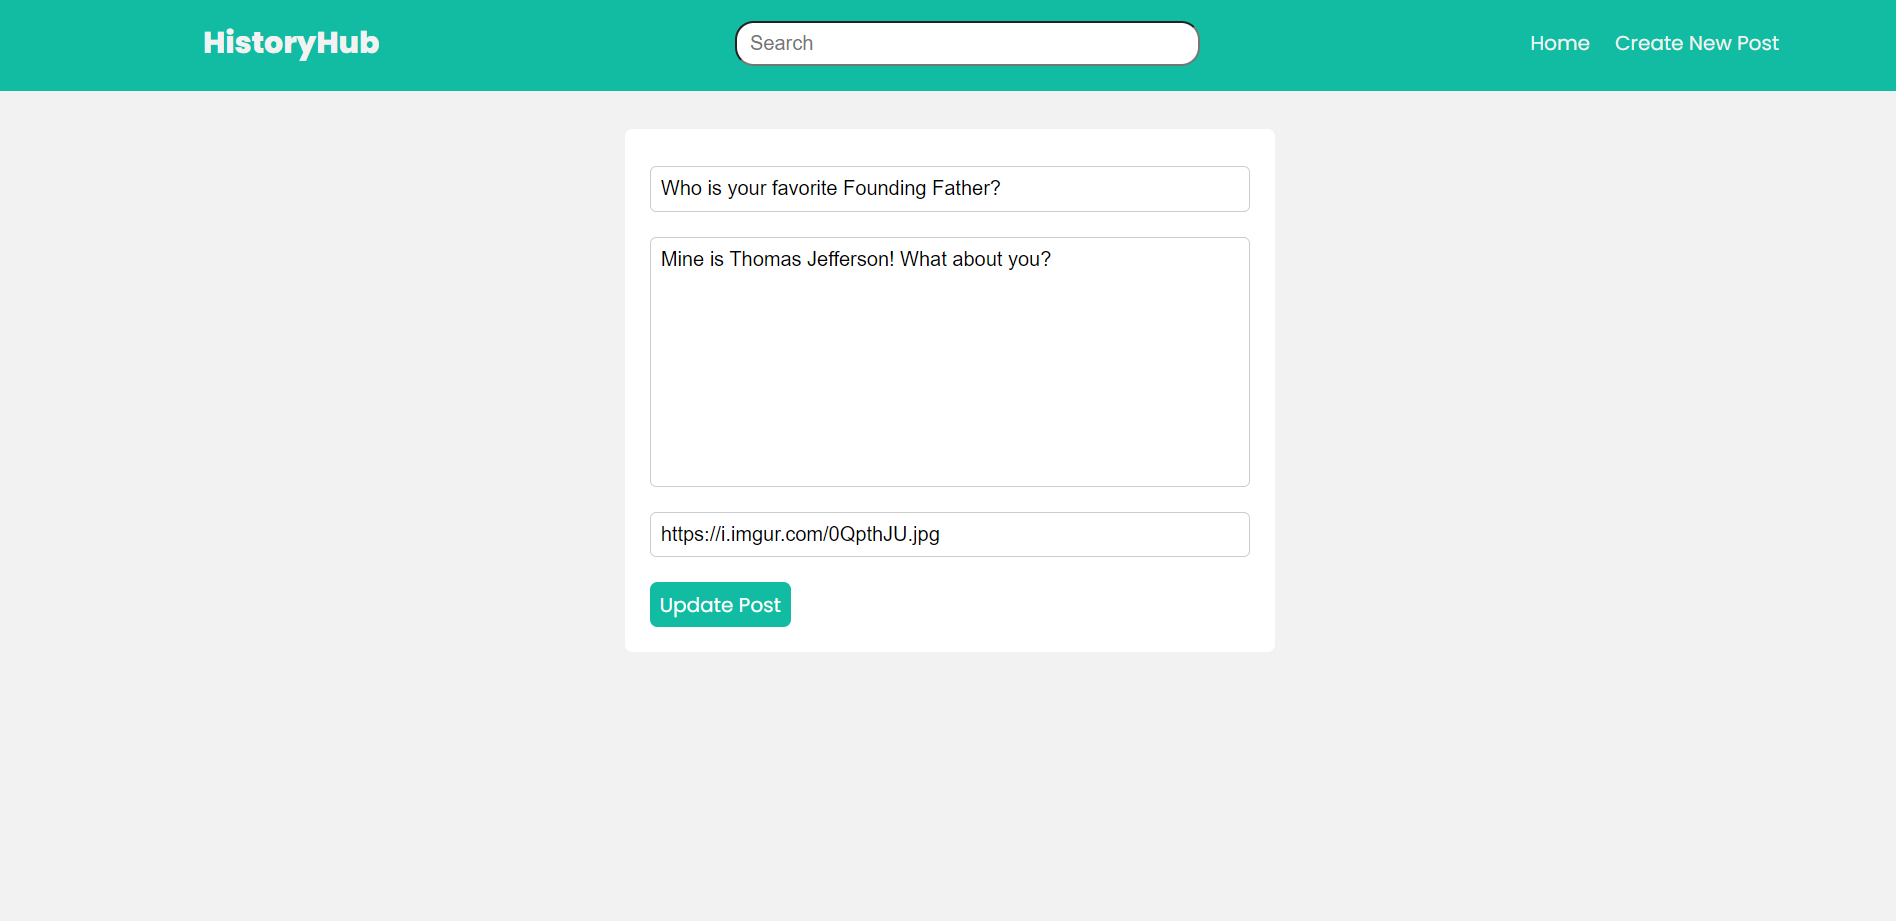 HistoryHub
Search
Home
Create New Post
Who is your favorite Founding Father?
Mine is Thomas Jefferson! What about you?
https://i.imgur.com/0QpthJU.jpg
Update Post